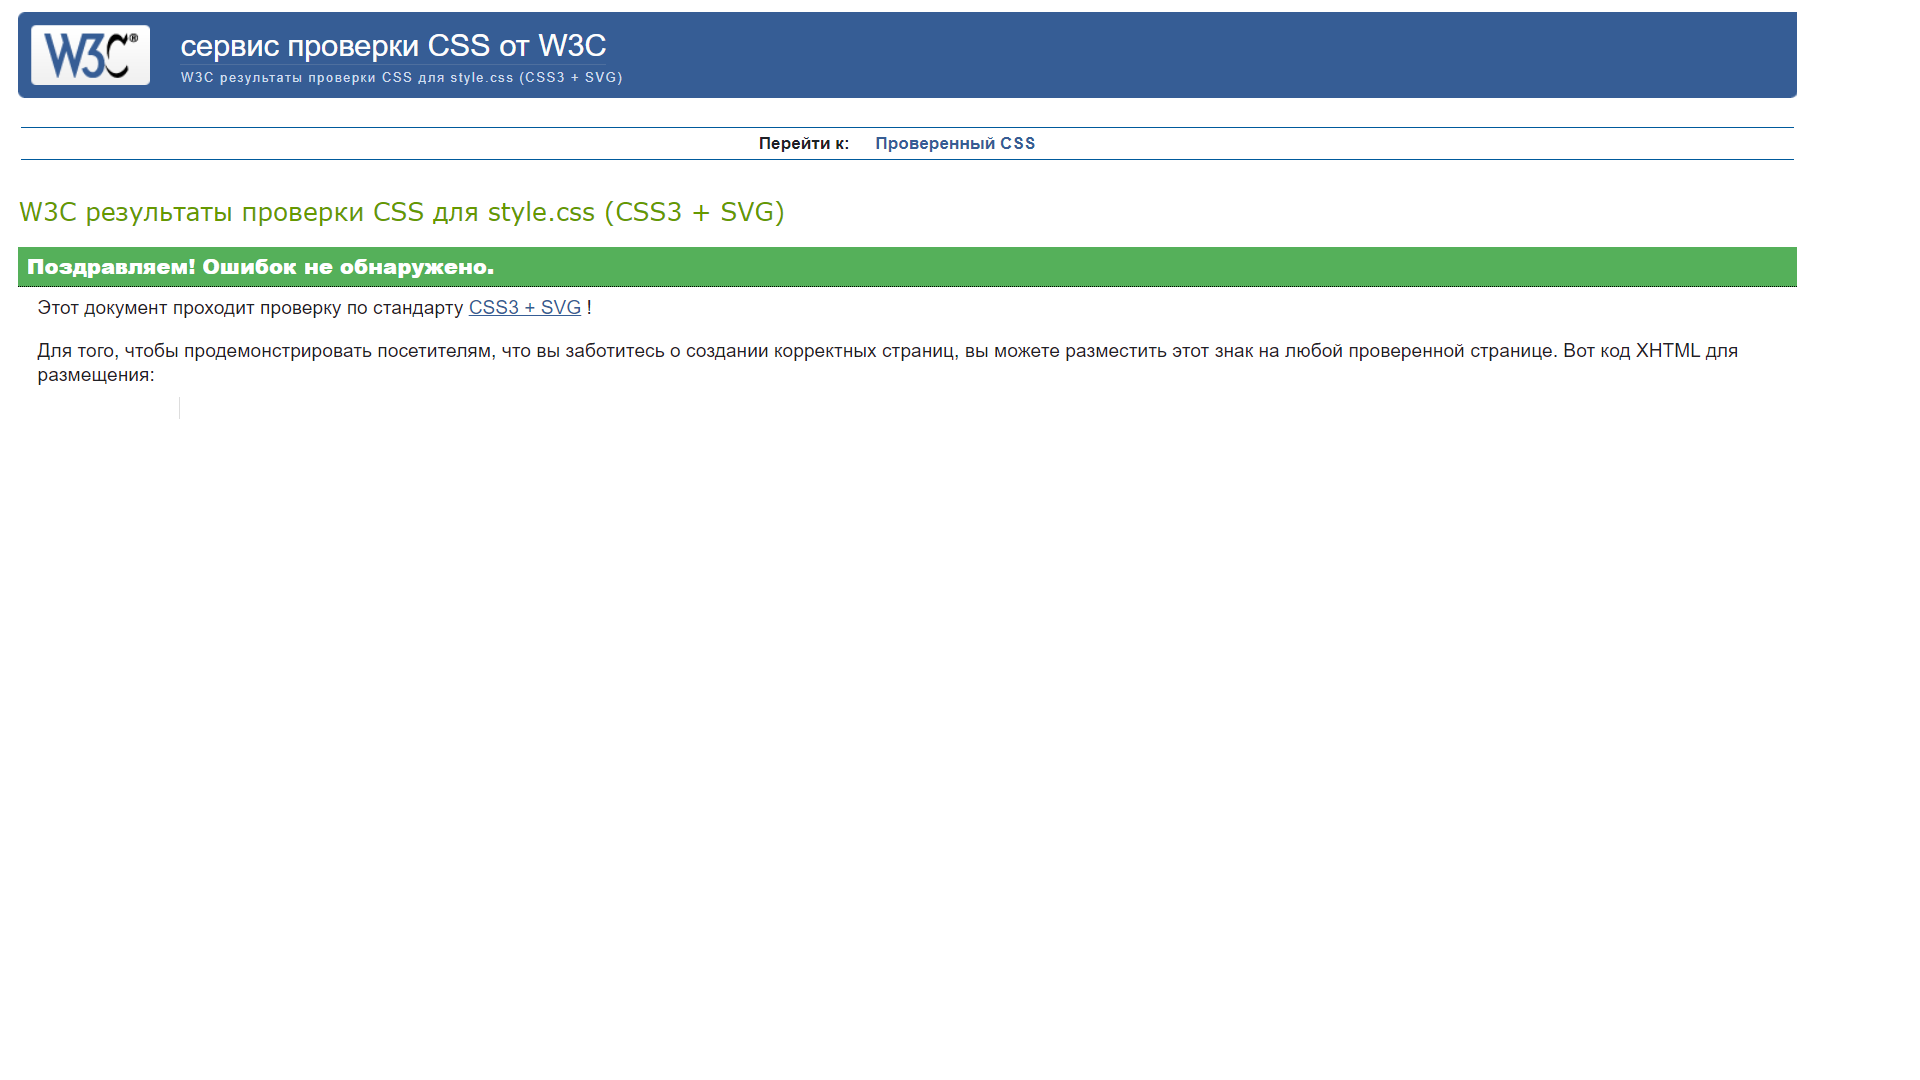 W3C®
сервис проверки CSS от W3C
W3C результаты проверки CSS для style.css (CSS3 + SVG)
Перейти к: Проверенный CSS
W3C результаты проверки CSS для style.css (CSS3 + SVG)
Поздравляем! Ошибок не обнаружено.
Этот документ проходит проверку по стандарту CSS3 + SVG !
Для того, чтобы продемонстрировать посетителям, что вы заботитесь о создании корректных страниц, вы можете разместить этот знак на любой проверенной странице. Вот код XHTML для
размещения: